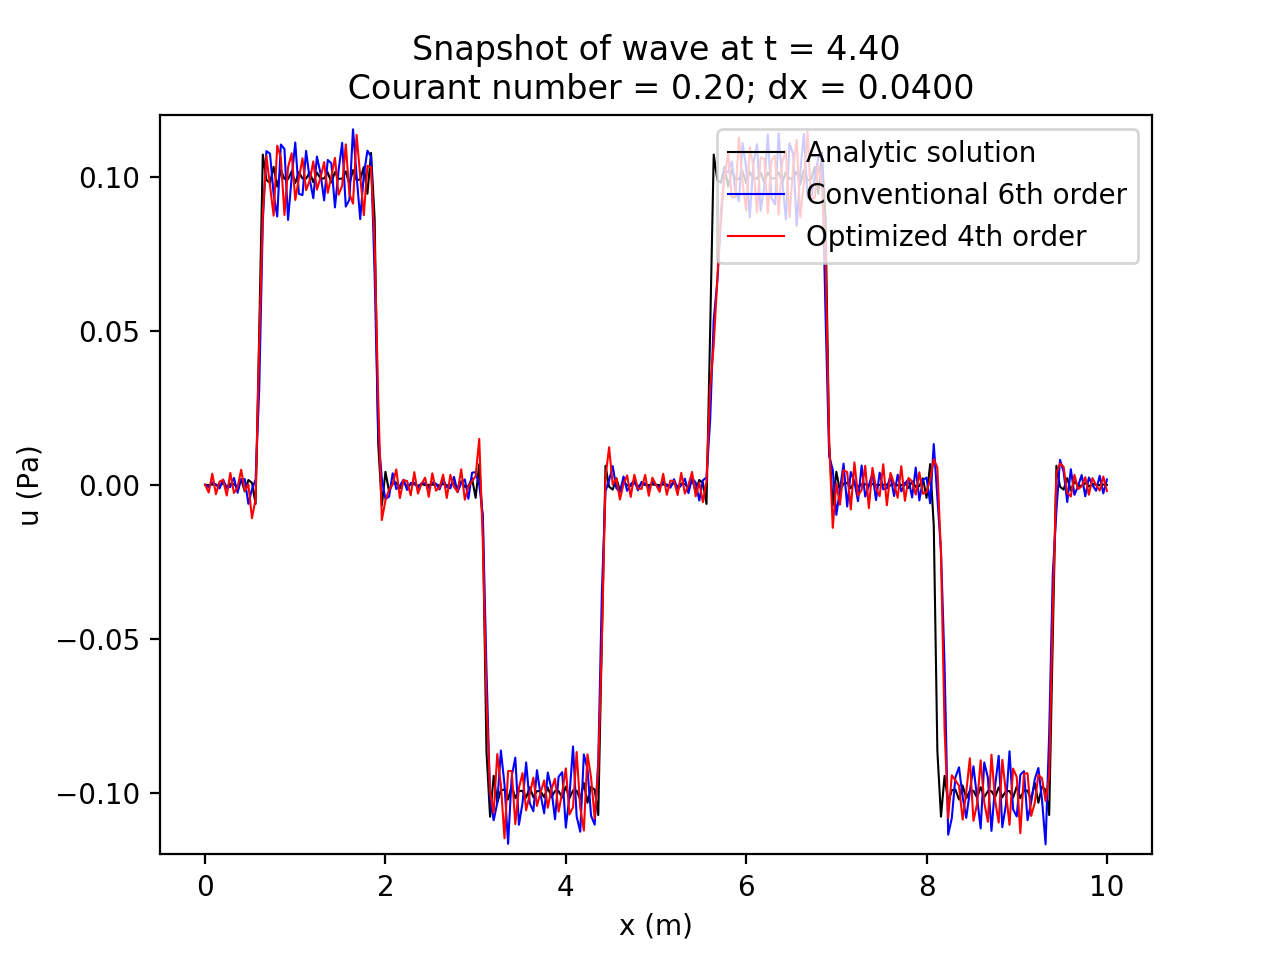 Snapshot of wave at t = 4.40
Courant number = 0.20; dx = 0.0400
Analytic solution
Conventional 6th order
Optimized 4th order
0.10
0.05
0.00
−0.05
−0.10
u (Pa)
0 2 4 6 8 10
x (m)